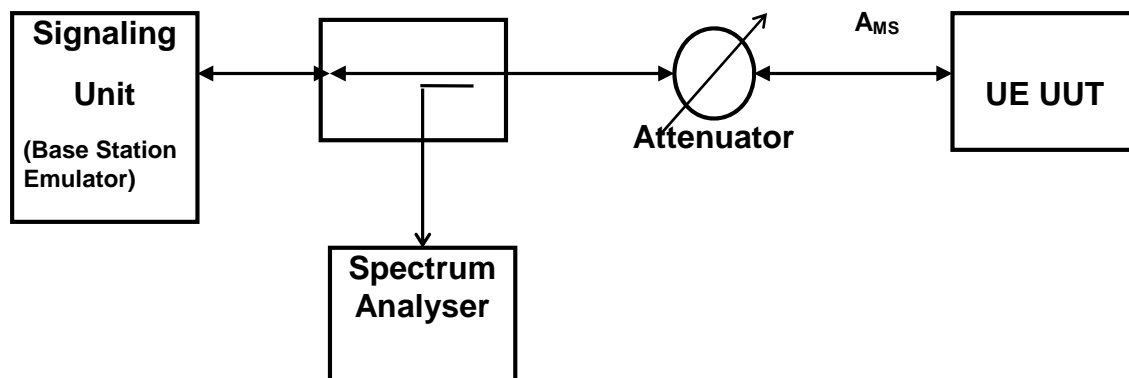 Signaling
Unit
(Base Station
Emulator)
Attenuator
AMS
UE UUT
Spectrum
Analyser